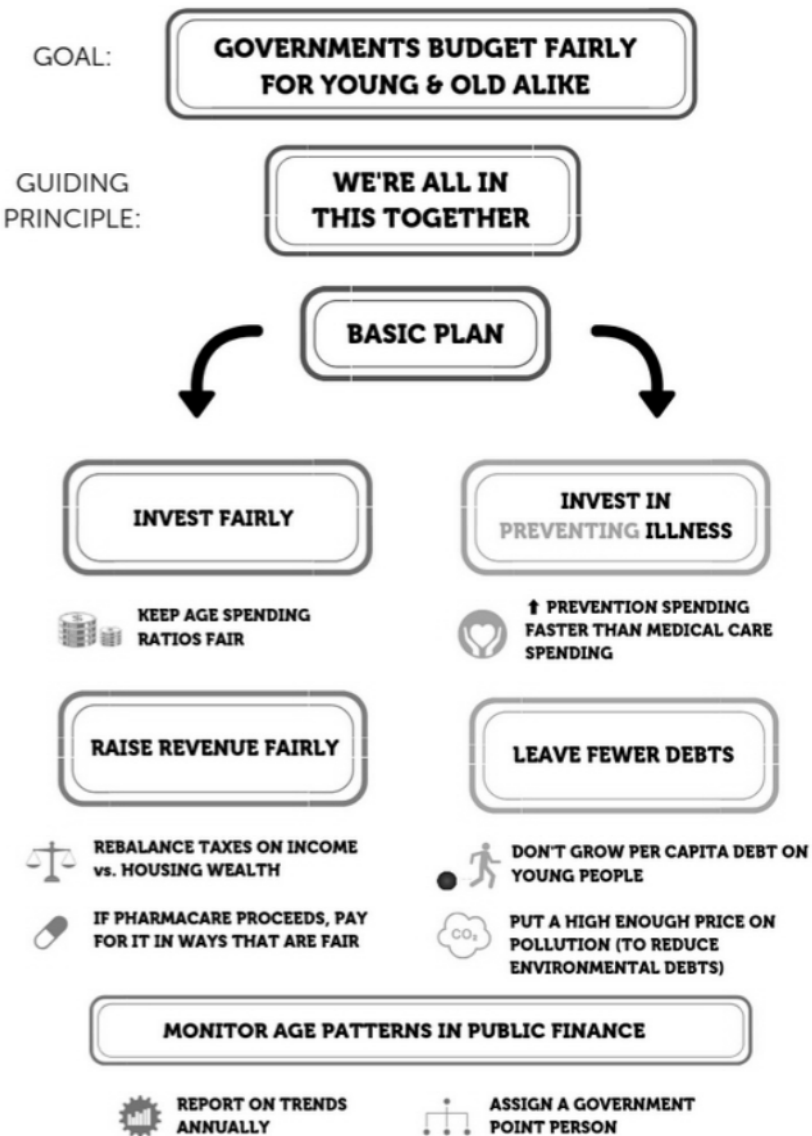 GOAL:
GOVERNMENTS BUDGET FAIRLY
FOR YOUNG & OLD ALIKE
GUIDING
PRINCIPLE:
WE'RE ALL IN
THIS TOGETHER
BASIC PLAN
INVEST FAIRLY
KEEP AGE SPENDING
RATIOS FAIR
INVEST IN
PREVENTING ILLNESS
⬆ PREVENTION SPENDING
FASTER THAN MEDICAL CARE
SPENDING
RAISE REVENUE FAIRLY
REBALANCE TAXES ON INCOME
vs. HOUSING WEALTH
IF PHARMACARE PROCEEDS, PAY
FOR IT IN WAYS THAT ARE FAIR
LEAVE FEWER DEBTS
DON'T GROW PER CAPITA DEBT ON
YOUNG PEOPLE
CO₂
PUT A HIGH ENOUGH PRICE ON
POLLUTION (TO REDUCE
ENVIRONMENTAL DEBTS)
MONITOR AGE PATTERNS IN PUBLIC FINANCE
REPORT ON TRENDS
ANNUALLY
ASSIGN A GOVERNMENT
POINT PERSON